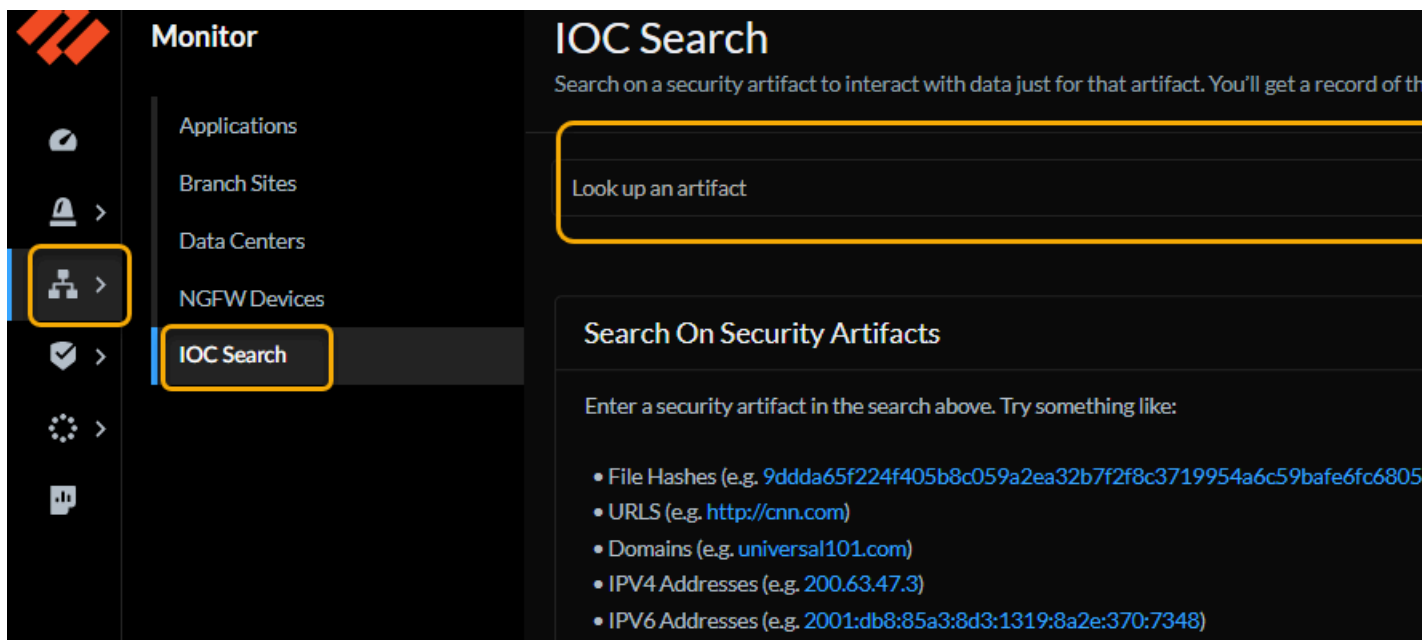 Monitor
Applications
Branch Sites
Data Centers
NGFW Devices
IOC Search
IOC Search
Search on a security artifact to interact with data just for that artifact. You'll get a record of th
Look up an artifact
Search On Security Artifacts
Enter a security artifact in the search above. Try something like:
• File Hashes (e.g. 9ddda65f224f405b8c059a2ea32b7f2f8c3719954a6c59bafe6fc6805
• URLS (e.g. http://cnn.com)
• Domains (e.g. universal101.com)
• IPV4 Addresses (e.g. 200.63.47.3)
• IPV6 Addresses (e.g. 2001:db8:85a3:8d3:1319:8a2e:370:7348)